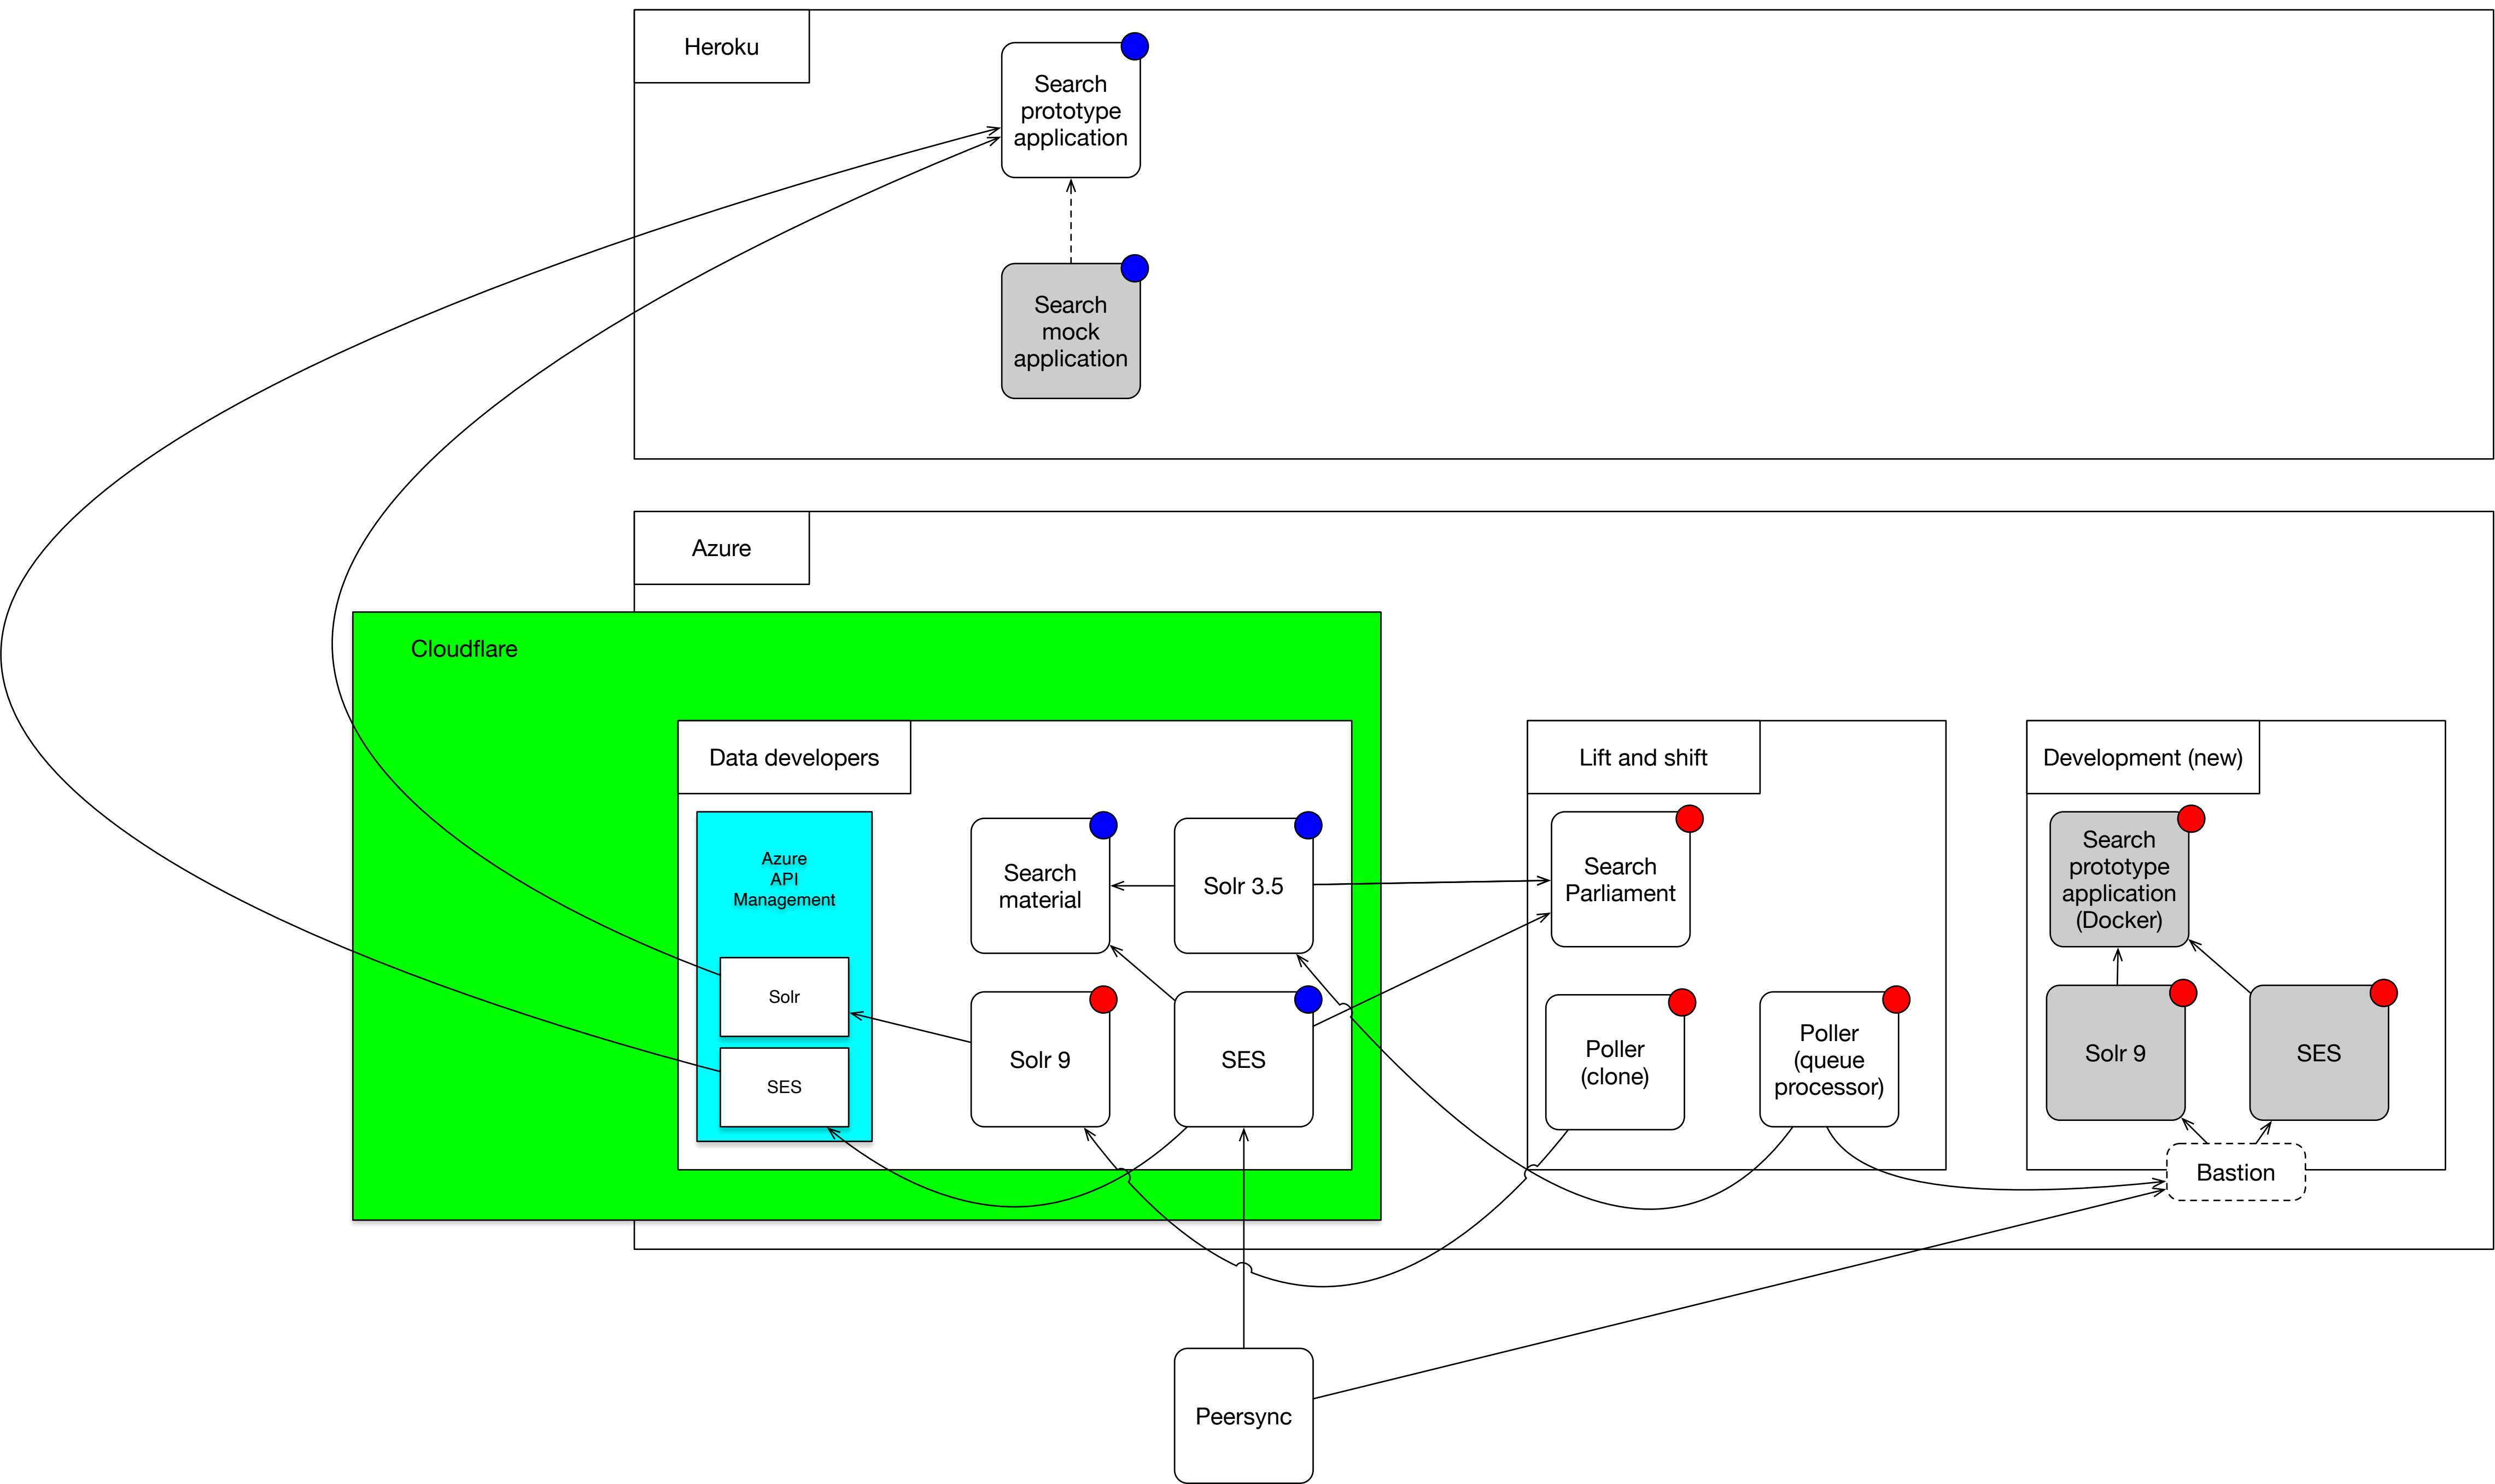 Heroku
Search
prototype
application
Search
mock
application
Azure
Cloudflare
Data developers
Azure
API
Management
Solr
SES
Search
material
Solr 3.5
Solr 9
SES
Lift and shift
Search
Parliament
Poller
(clone)
Poller
(queue
processor)
Development (new)
Search
prototype
application
(Docker)
Solr 9
SES
Bastion
Peersync